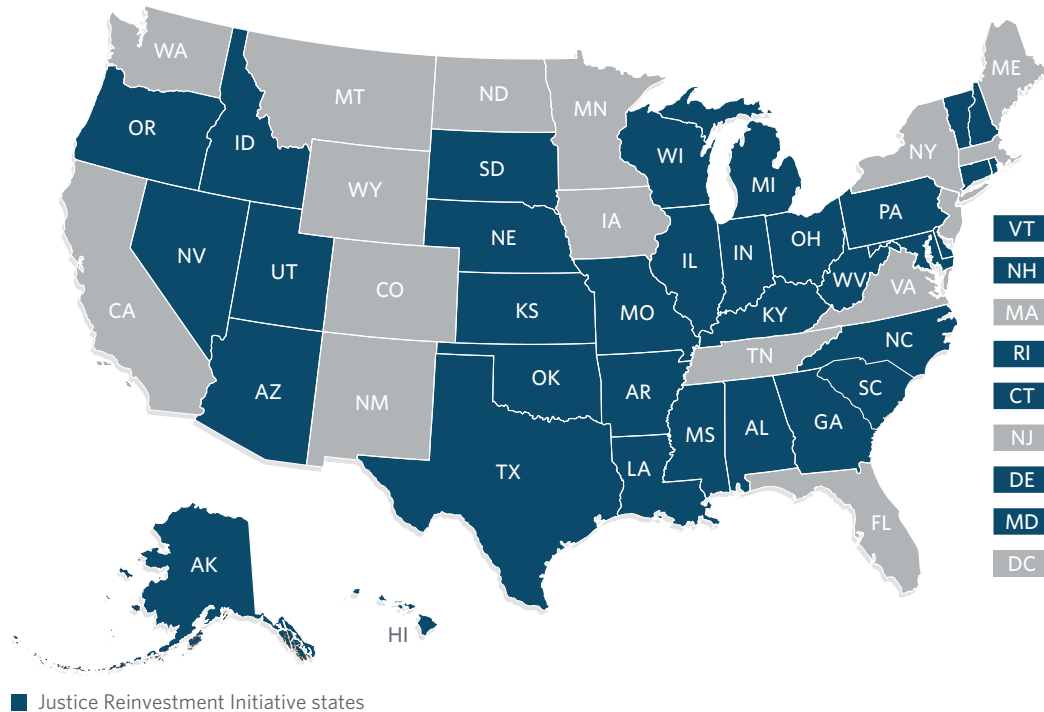 WA
MT
ND
MN
ME
OR
ID
SD
WI
MI
NY
WY
NE
IA
PA
NV
UT
CO
KS
MO
IL
IN
OH
WV
VA
KY
CA
AZ
NM
OK
AR
TN
NC
SC
TX
LA
MS
AL
GA
FL
AK
HI
VT
NH
MA
RI
CT
NJ
DE
MD
DC
Justice Reinvestment Initiative states